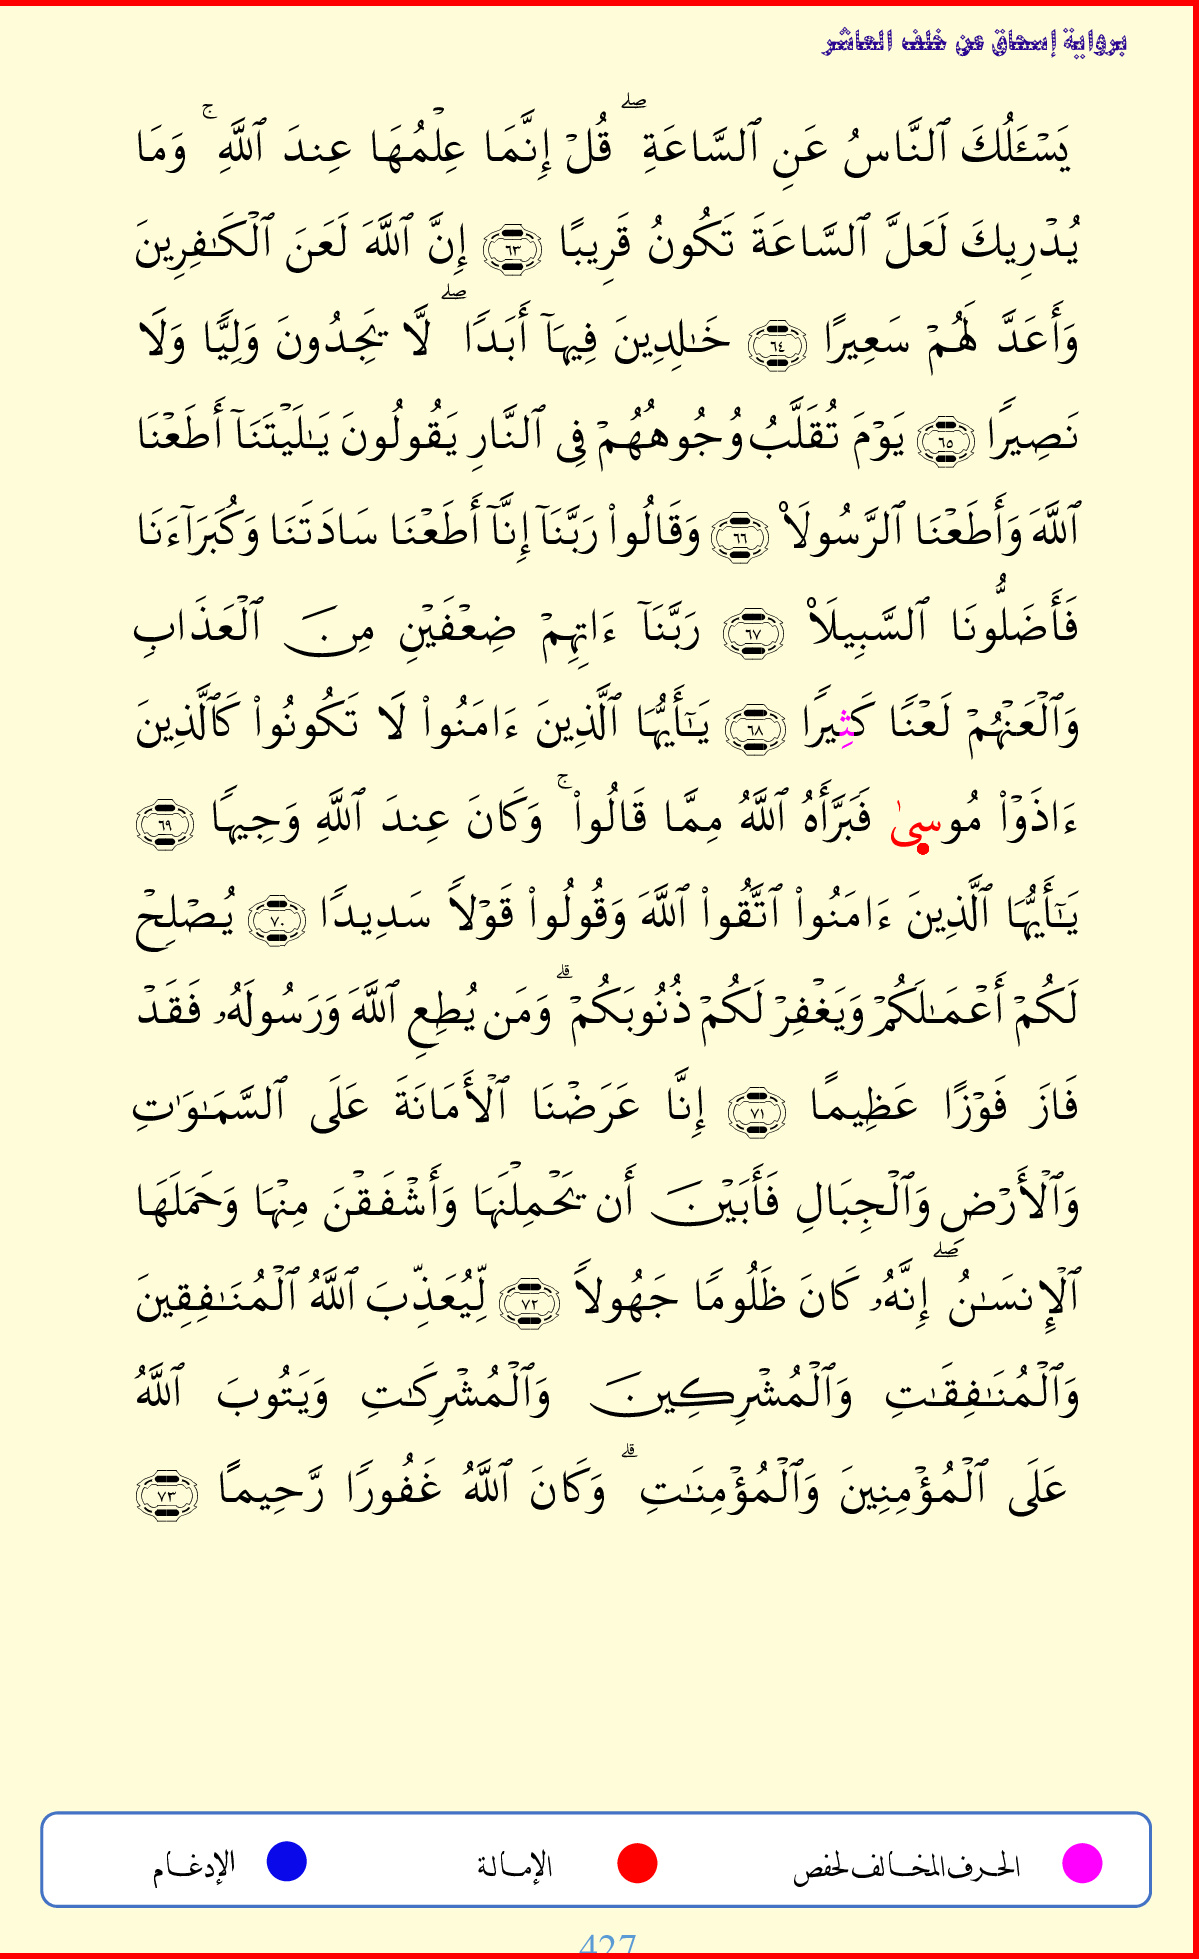 برواية إسحاق عن خلف العاشر
يَسْـَٔلُكَ ٱلنَّاسُ عَنِ ٱلسَّاعَةِ ۖ قُلْ إِنَّمَا عِلْمُهَا عِندَ ٱللَّهِ ۚ وَمَا
يُدْرِيكَ لَعَلَّ ٱلسَّاعَةَ تَكُونُ قَرِيبًا ٦٣ إِنَّ ٱللَّهَ لَعَنَ ٱلْكَـٰفِرِينَ
وَأَعَدَّ لَهُمْ سَعِيرًا ٦٤ خَـٰلِدِينَ فِيهَآ أَبَدًا ۖ لَّا يَجِدُونَ وَلِيًّا وَلَا
نَصِيرًا ٦٥ يَوْمَ تُقَلَّبُ وُجُوهُهُمْ فِى ٱلنَّارِ يَقُولُونَ يَـٰلَيْتَنَآ أَطَعْنَا
ٱللَّهَ وَأَطَعْنَا ٱلرَّسُولَا۠ ٦٦ وَقَالُوا۟ رَبَّنَآ إِنَّآ أَطَعْنَا سَادَتَنَا وَكُبَرَآءَنَا
فَأَضَلُّونَا ٱلسَّبِيلَا۠ ٦٧ رَبَّنَآ ءَاتِهِمْ ضِعْفَيْنِ مِنَ ٱلْعَذَابِ
وَٱلْعَنْهُمْ لَعْنًا كَثِيرًا ٦٨ يَـٰٓأَيُّهَا ٱلَّذِينَ ءَامَنُوا۟ لَا تَكُونُوا۟ كَٱلَّذِينَ
ءَاذَوْا۟ مُوسِىٰ فَبَرَّأَهُ ٱللَّهُ مِمَّا قَالُوا۟ ۚ وَكَانَ عِندَ ٱللَّهِ وَجِيهًا ٦٩
يَـٰٓأَيُّهَا ٱلَّذِينَ ءَامَنُوا۟ ٱتَّقُوا۟ ٱللَّهَ وَقُولُوا۟ قَوْلًا سَدِيدًا ٧٠ يُصْلِحْ
لَكُمْ أَعْمَـٰلَكُمْ وَيَغْفِرْ لَكُمْ ذُنُوبَكُمْ ۗ وَمَن يُطِعِ ٱللَّهَ وَرَسُولَهُۥ فَقَدْ
فَازَ فَوْزًا عَظِيمًا ٧١ إِنَّا عَرَضْنَا ٱلْأَمَانَةَ عَلَى ٱلسَّمَـٰوَٰتِ
وَٱلْأَرْضِ وَٱلْجِبَالِ فَأَبَيْنَ أَن يَحْمِلْنَهَا وَأَشْفَقْنَ مِنْهَا وَحَمَلَهَا
ٱلْإِنسَـٰنُ ۖ إِنَّهُۥ كَانَ ظَلُومًا جَهُولًا ٧٢ لِّيُعَذِّبَ ٱللَّهُ ٱلْمُنَـٰفِقِينَ
وَٱلْمُنَـٰفِقَـٰتِ وَٱلْمُشْرِكِينَ وَٱلْمُشْرِكَـٰتِ وَيَتُوبَ ٱللَّهُ
عَلَى ٱلْمُؤْمِنِينَ وَٱلْمُؤْمِنَـٰتِ ۗ وَكَانَ ٱللَّهُ غَفُورًا رَّحِيمًا ٧٣
الحرف المخالف لحفص الإمالة الإدغام
427